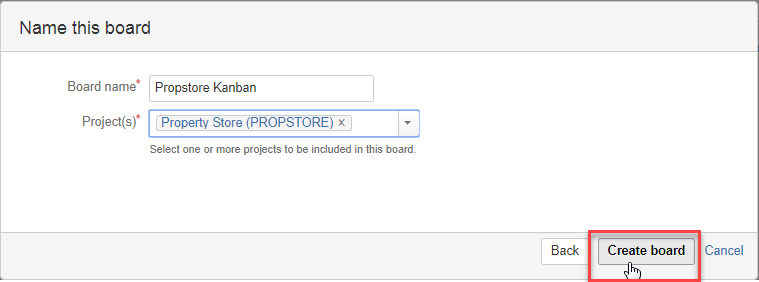 Name this board
Board name*
Propstore Kanban
Project(s)*
Property Store (PROPSTORE) ×
Select one or more projects to be included in this board.
Back Create board Cancel